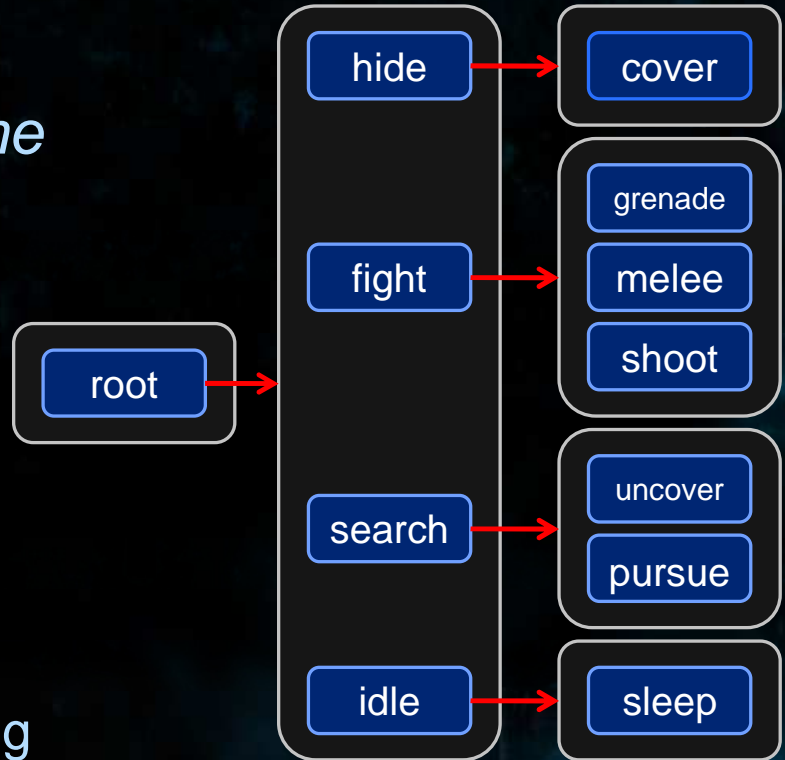 hide
cover
grenade
fight
melee
shoot
root
uncover
search
pursue
idle
sleep